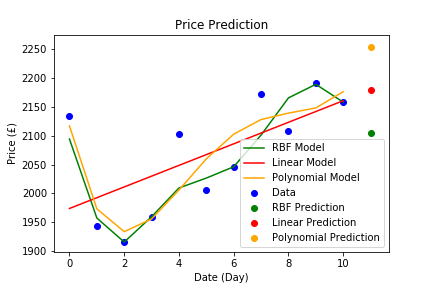 Price Prediction
2250
2200
2150
2100
2050
2000
1950
1900
Price (£)
RBF Model
Linear Model
Polynomial Model
Data
RBF Prediction
Linear Prediction
Polynomial Prediction
0 2 4 6 8 10
Date (Day)